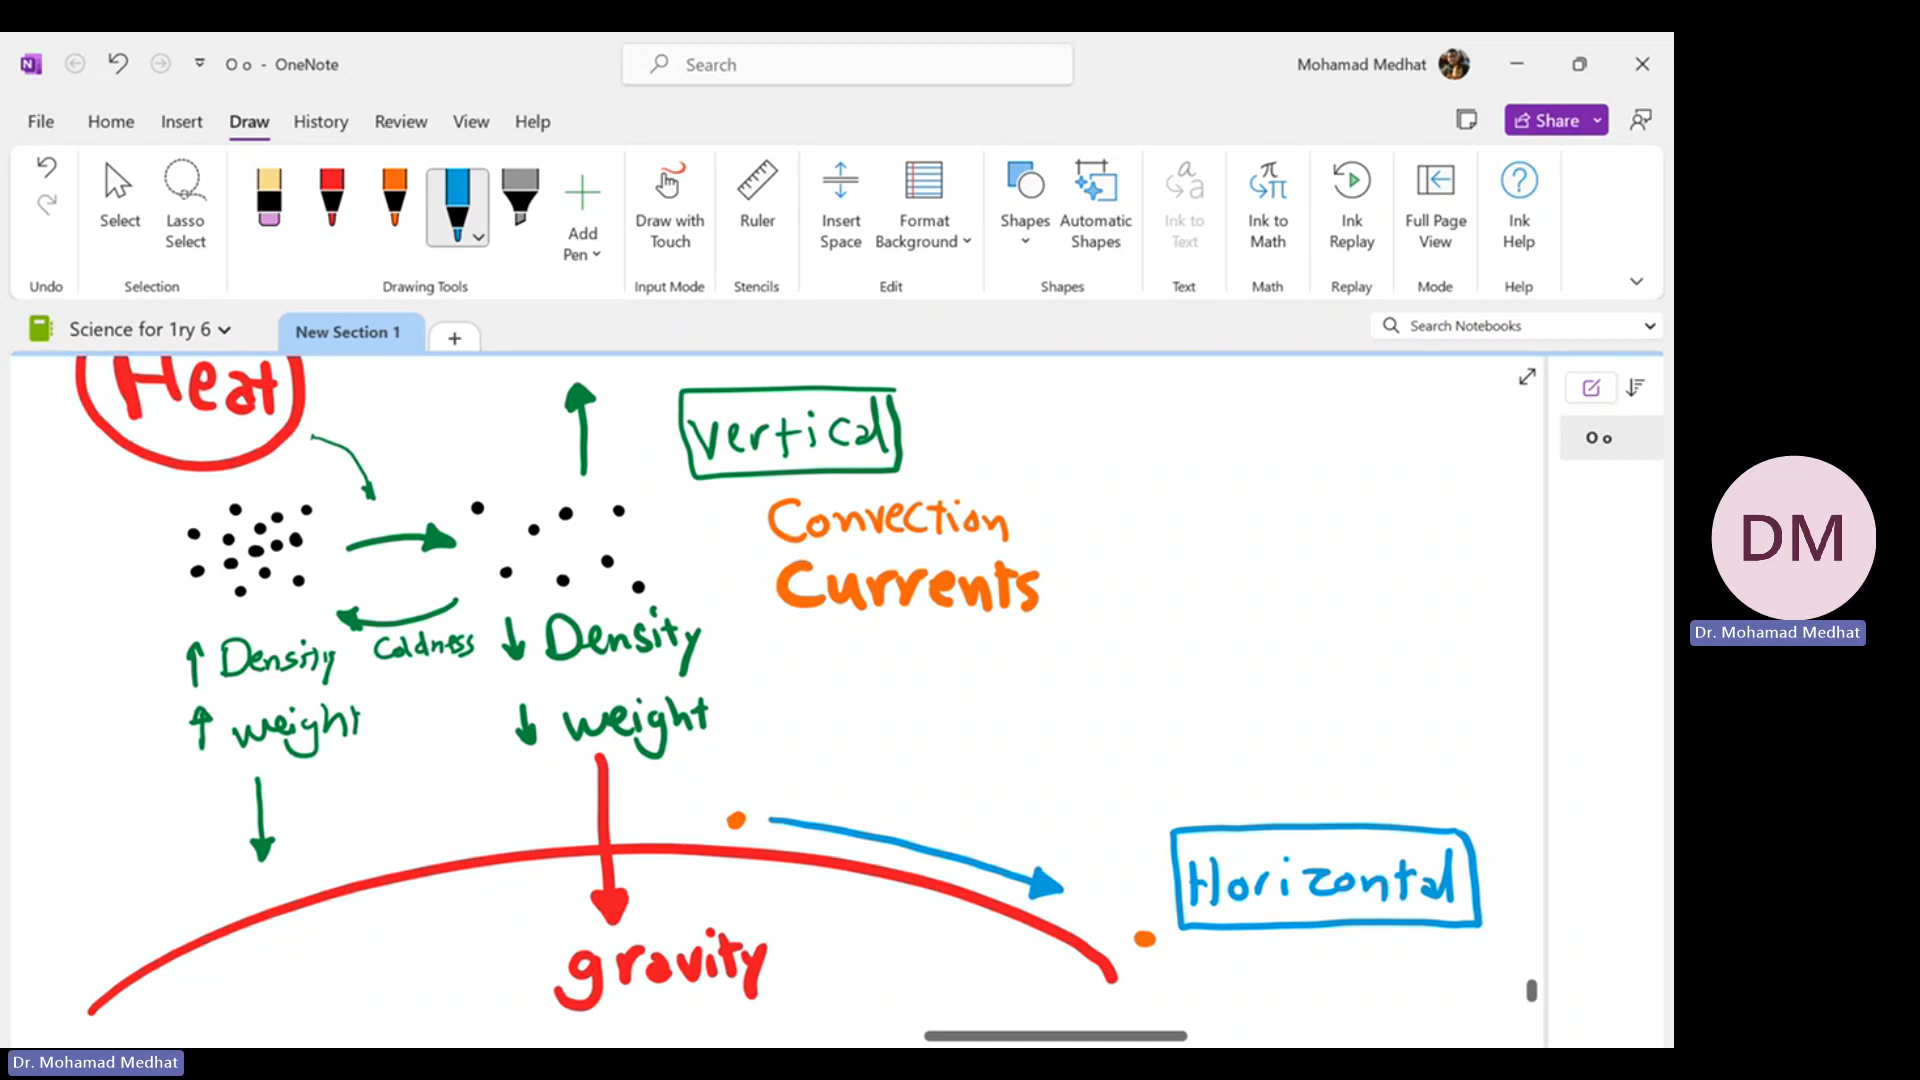 O o - OneNote
Search
Mohamad Medhat
File Home Insert Draw History Review View Help
Share
Select
Lasso Select
Add Pen
Draw with Touch
Ruler
Insert Space
Format Background
Shapes
Automatic Shapes
Ink to Text
Ink to Math
Ink Replay
Full Page View
Ink Help
Undo Selection Drawing Tools Input Mode Stencils Edit Shapes Text Math Replay Mode Help
Science for 1ry 6
New Section 1
Search Notebooks
O o
Heat
Vertical
Convection
Currents
Coldness
↑ Density
↑ weight
↓ Density
↓ weight
gravity
Horizontal
DM
Dr. Mohamad Medhat
Dr. Mohamad Medhat